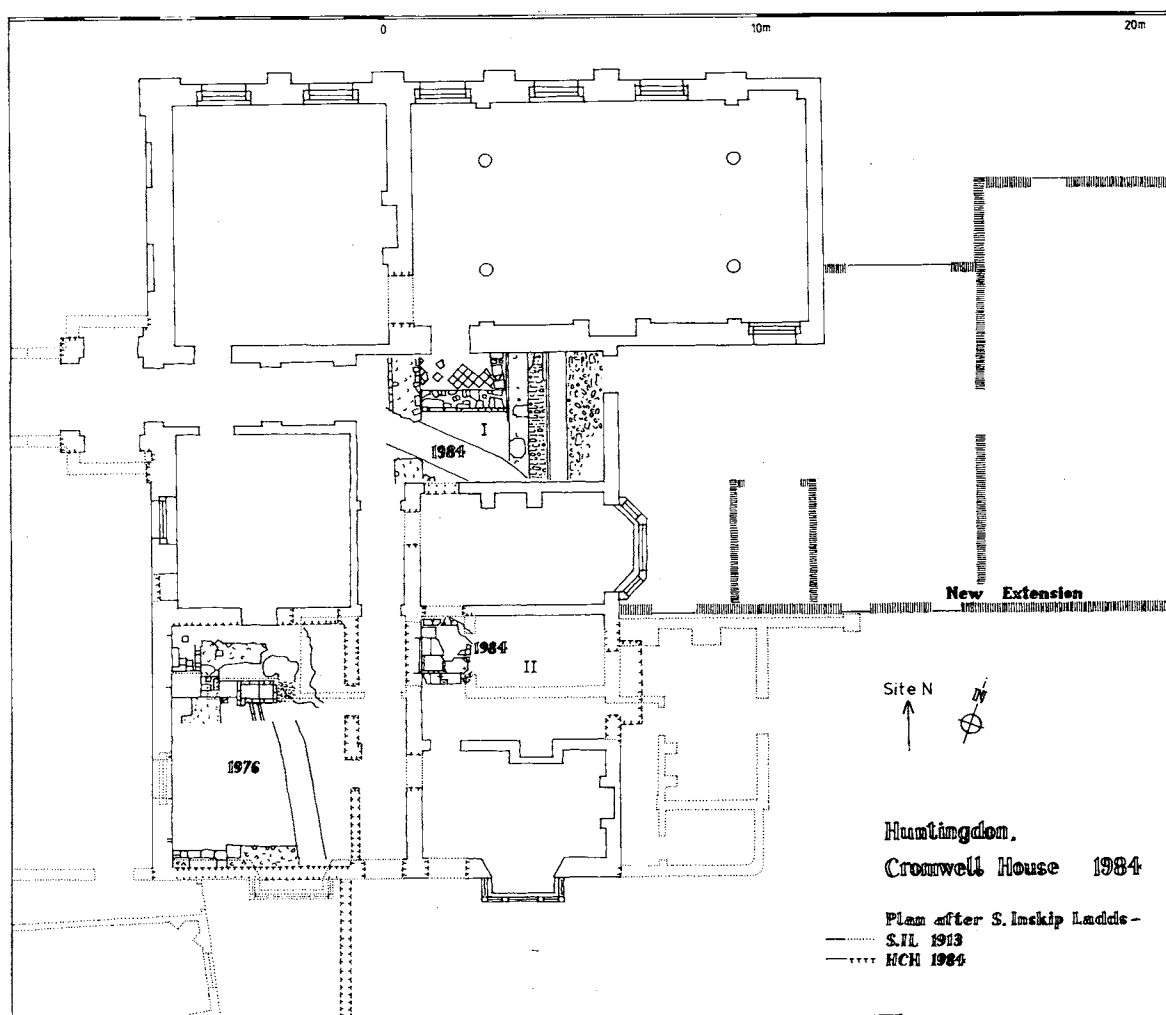 0 10m 20m
I
1984
New Extension
1984
II
Site N N
1976
Huntingdon.
Cromwell House 1984
Plan after S. Inskip Ladds-
S.I.L 1913
HCH 1984